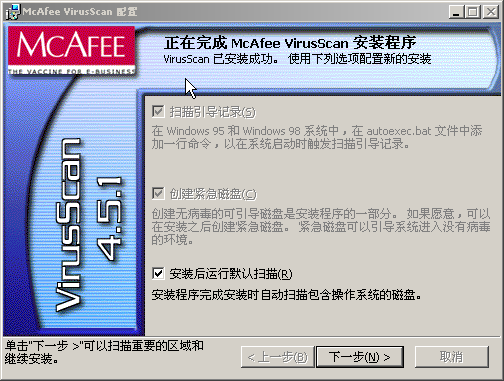 McAfee VirusScan 配置
McAFEE
THE VACCINE FOR E-BUSINESS
正在完成 McAfee VirusScan 安装程序
VirusScan 已安装成功。 使用下列选项配置新的安装
VirusScan
4.5.1
扫描引导记录(S)
在 Windows 95 和 Windows 98 系统中，在 autoexec.bat 文件中添
加一行命令，以在系统启动时触发扫描引导记录。
创建紧急磁盘(C)
创建无病毒的可引导磁盘是安装程序的一部分。 如果愿意，可以
在安装之后创建紧急磁盘。 紧急磁盘可以引导系统进入没有病毒
的环境。
安装后运行默认扫描(R)
安装程序完成安装时自动扫描包含操作系统的磁盘。
单击"下一步 >"可以扫描重要的区域和
继续安装。
< 上一步(B)
下一步(N) >
取消